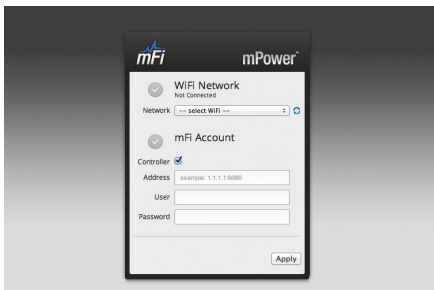 mFi
mPower™
WiFi Network
Not Connected
Network
-- select WiFi --
mFi Account
Controller
Address
example: 1.1.1.1:6080
User
Password
Apply